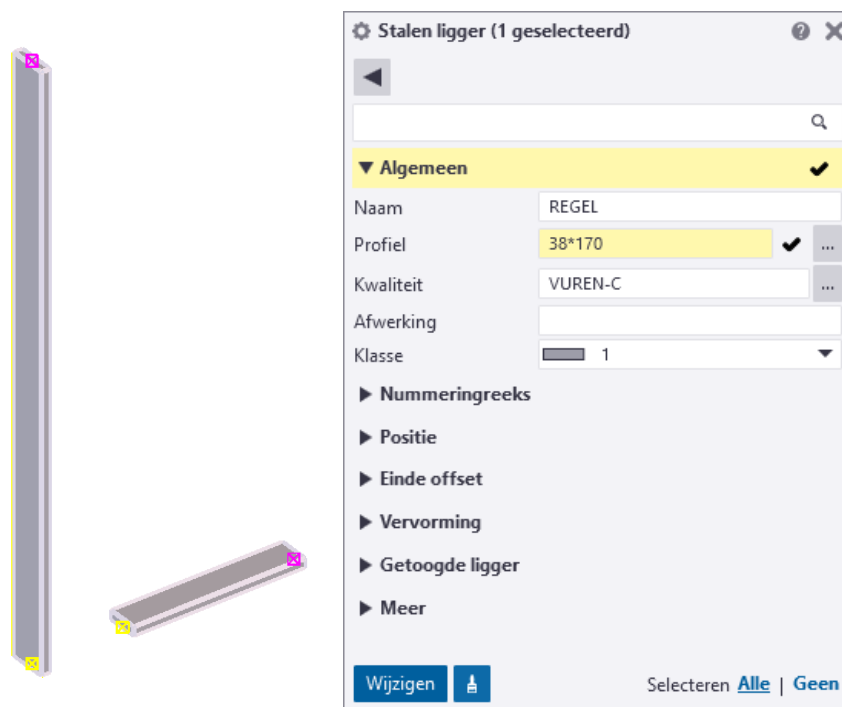 Stalen ligger (1 geselecteerd)
Algemeen
Naam REGEL
Profiel 38*170 ...
Kwaliteit VUREN-C ...
Afwerking
Klasse 1
Nummeringreeks
Positie
Einde offset
Vervorming
Getoogde ligger
Meer
Wijzigen Selecteren Alle | Geen